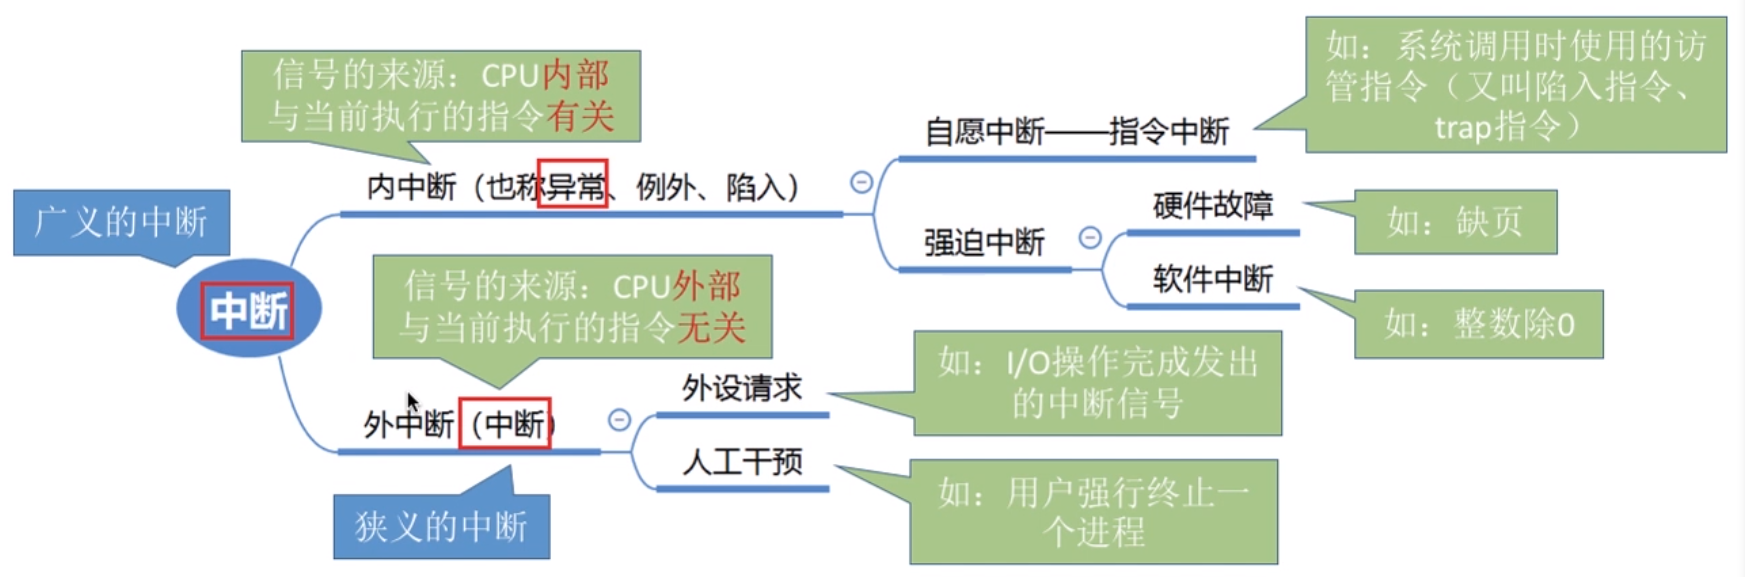 信号的来源：CPU内部
与当前执行的指令有关
如：系统调用时使用的访
管指令（又叫陷入指令、
trap指令）
自愿中断——指令中断
内中断（也称异常、例外、陷入）
广义的中断
硬件故障
如：缺页
强迫中断
软件中断
如：整数除0
中断
信号的来源：CPU外部
与当前执行的指令无关
外设请求
如：I/O操作完成发出
的中断信号
外中断（中断）
人工干预
如：用户强行终止一
个进程
狭义的中断